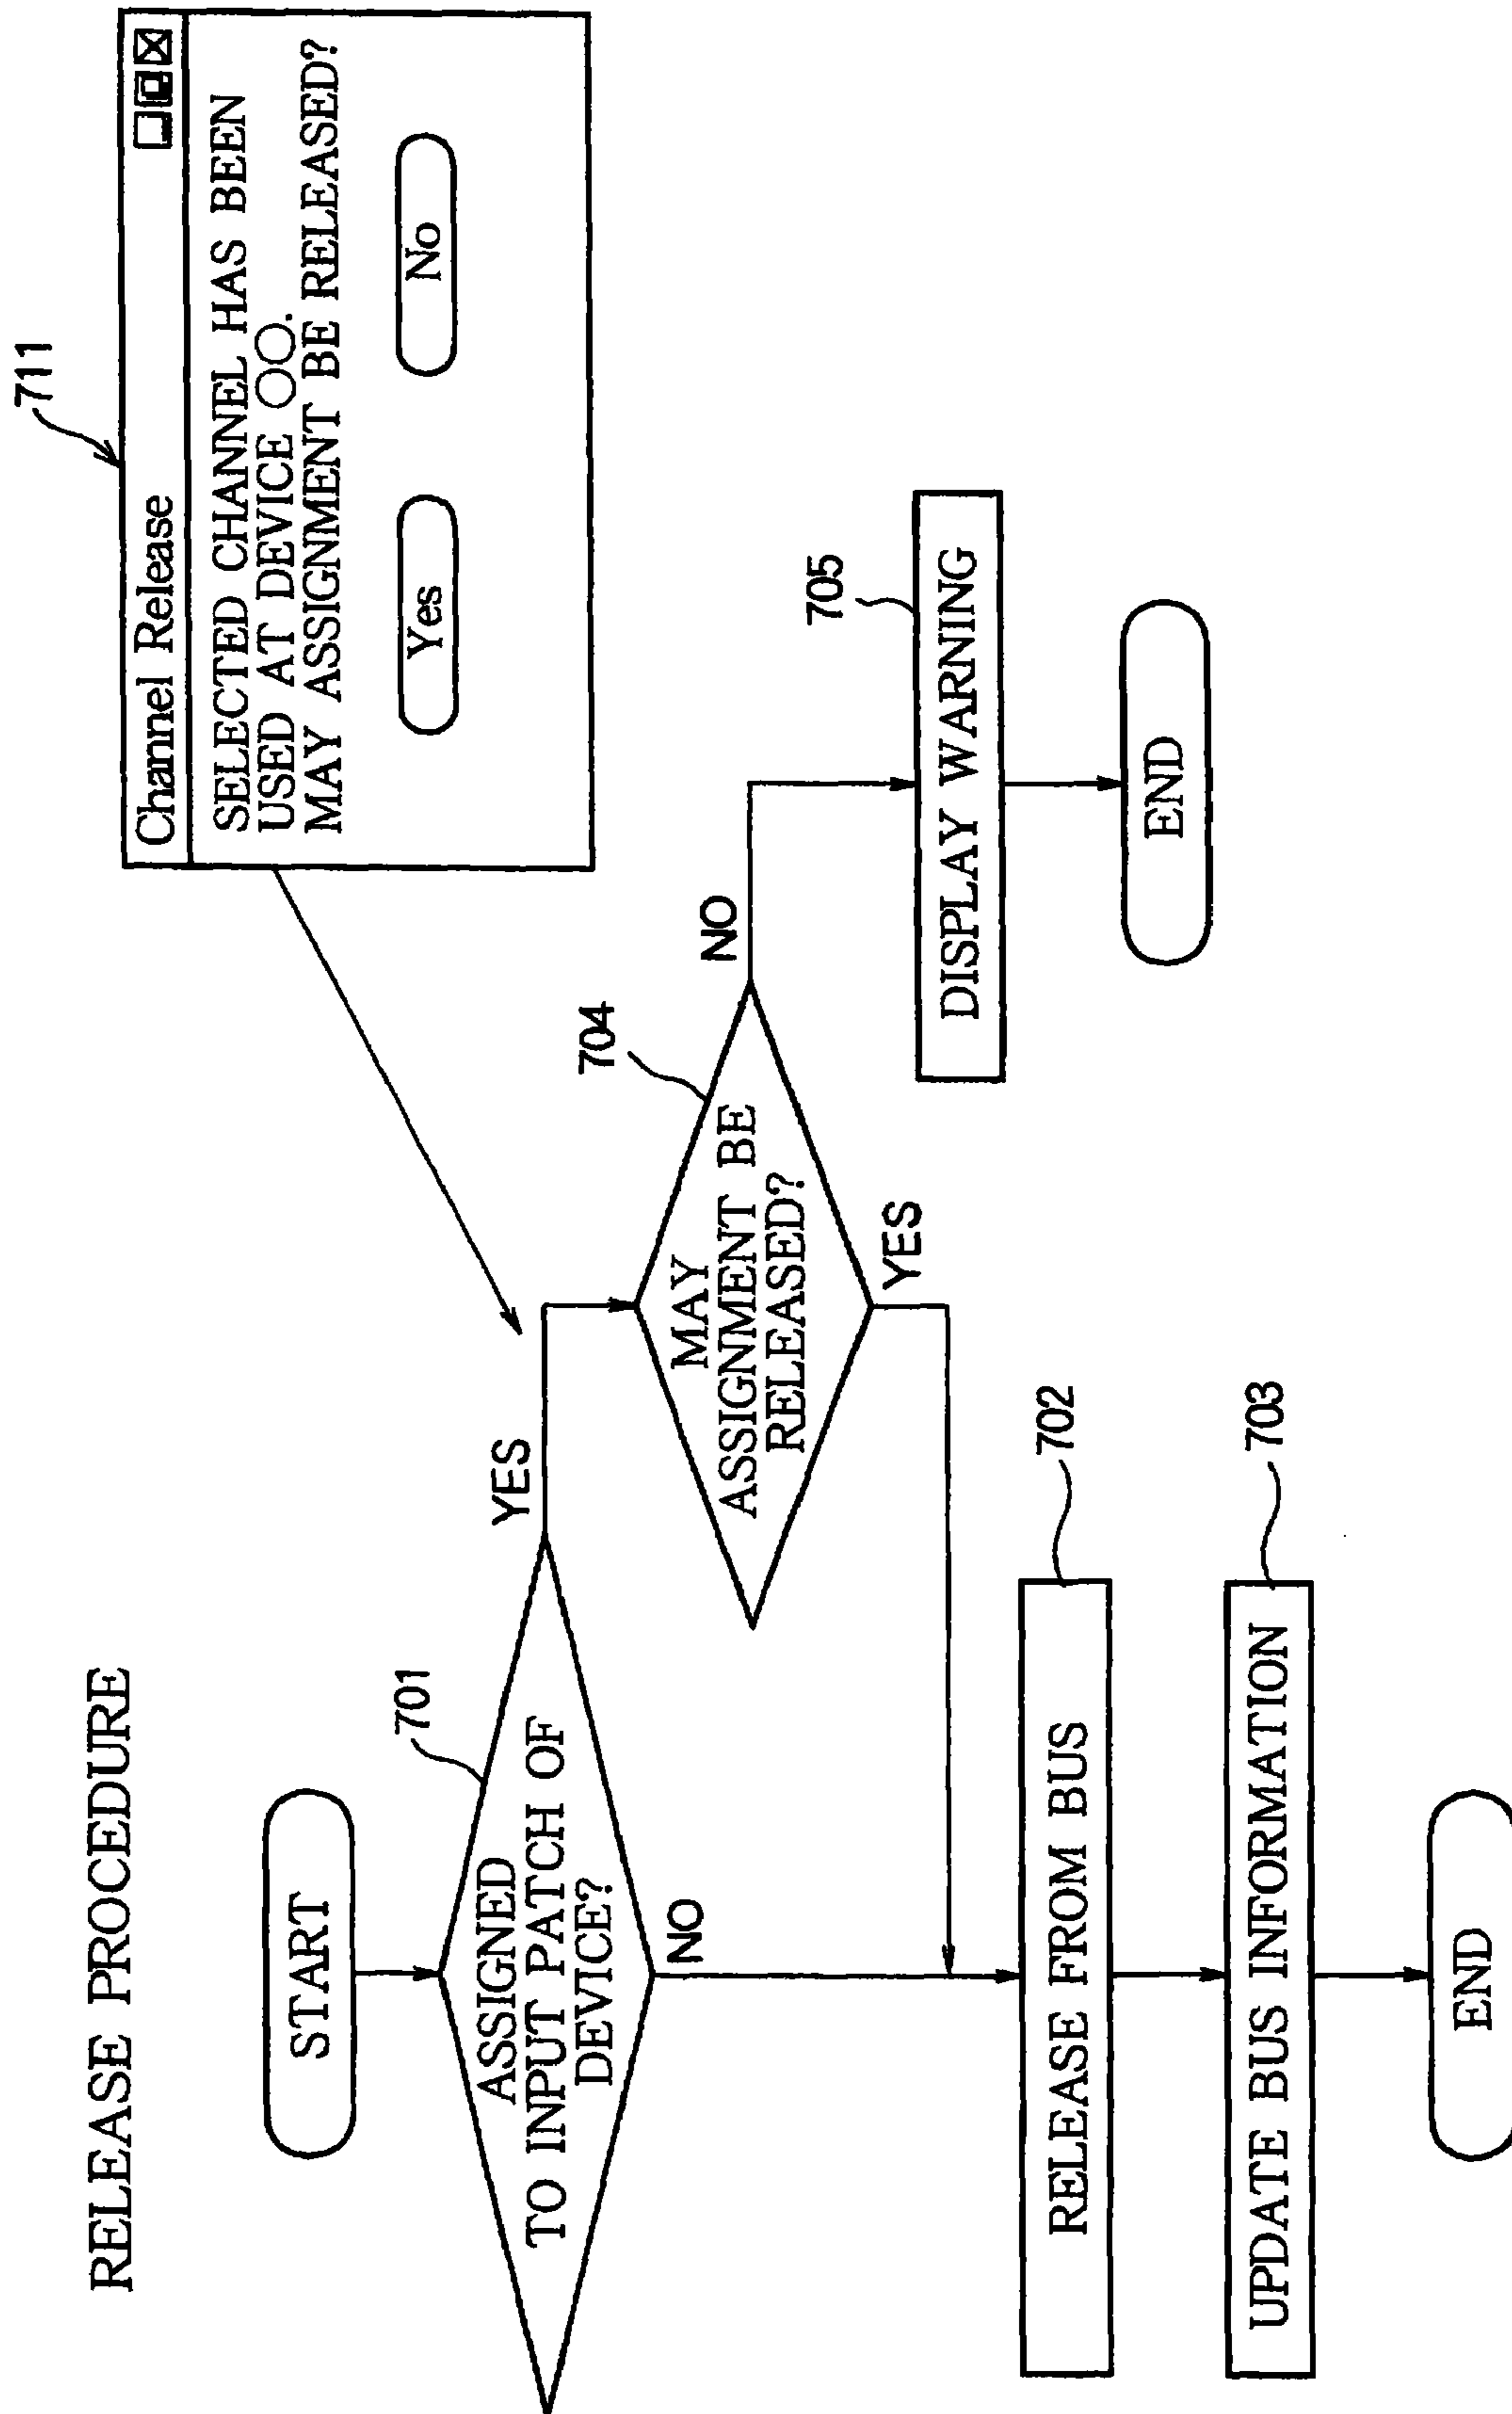 RELEASE PROCEDURE
START
701
ASSIGNED
TO INPUT PATCH OF
DEVICE?
YES
NO
711
Channel Release
SELECTED CHANNEL HAS BEEN
USED AT DEVICE ○○.
MAY ASSIGNMENT BE RELEASED?
Yes
No
704
MAY
ASSIGNMENT BE
RELEASED?
NO
YES
705
DISPLAY WARNING
END
702
RELEASE FROM BUS
703
UPDATE BUS INFORMATION
END